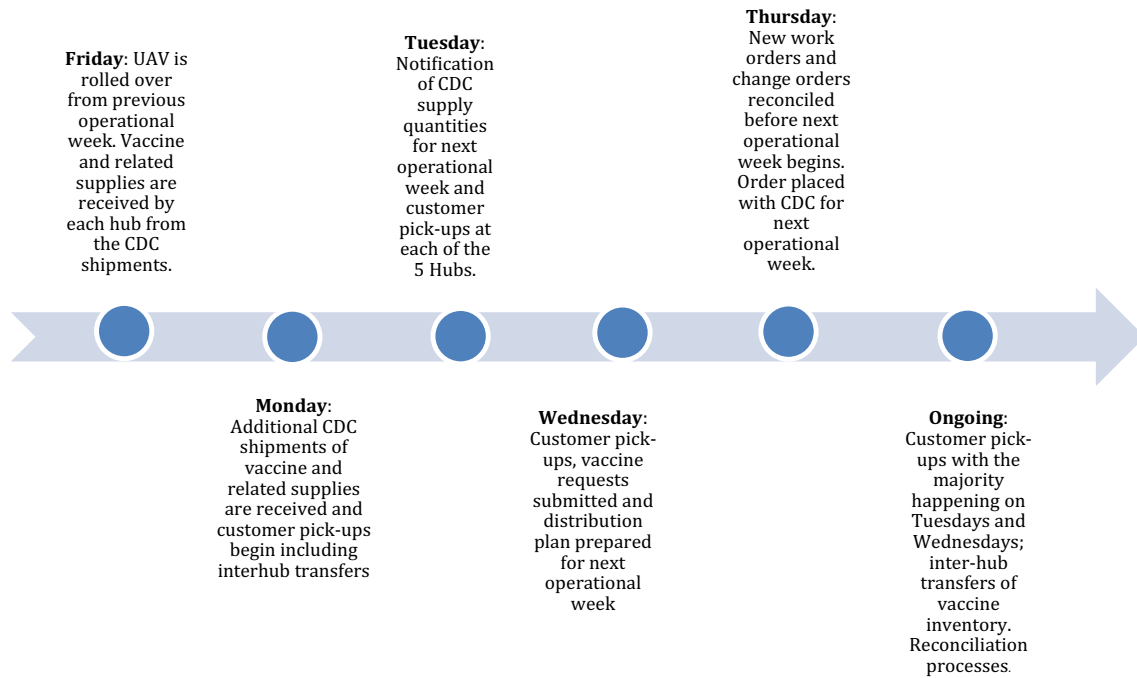 Friday: UAV is
rolled over
from previous
operational
week. Vaccine
and related
supplies are
received by
each hub from
the CDC
shipments.
Monday:
Additional CDC
shipments of
vaccine and
related supplies
are received and
customer pick-ups
begin including
interhub transfers
Tuesday:
Notification
of CDC
supply
quantities
for next
operational
week and
customer
pick-ups at
each of the
5 Hubs.
Wednesday:
Customer pick-
ups, vaccine
requests
submitted and
distribution
plan prepared
for next
operational
week
Thursday:
New work
orders and
change orders
reconciled
before next
operational
week begins.
Order placed
with CDC for
next
operational
week.
Ongoing:
Customer pick-
ups with the
majority
happening on
Tuesdays and
Wednesdays;
inter-hub
transfers of
vaccine
inventory.
Reconciliation
processes.